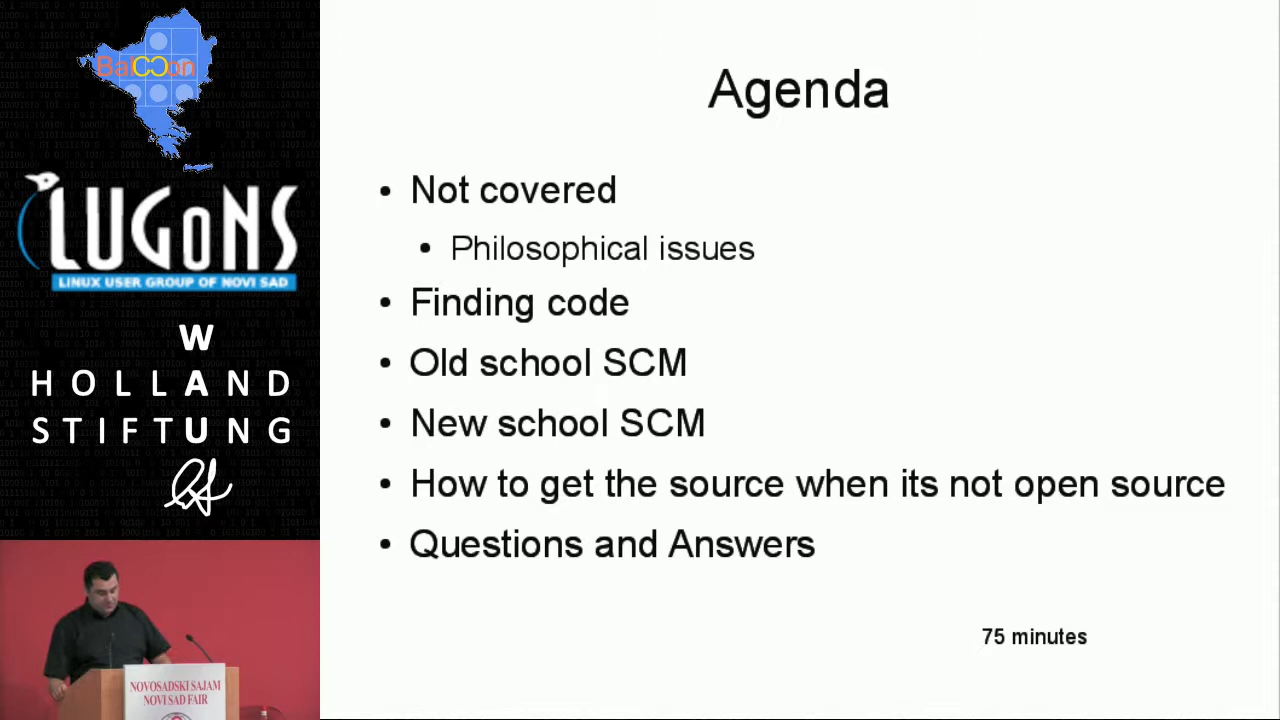 BalCCon
LUGoNS
LINUX USER GROUP OF NOVI SAD
W
HOLLAND
STIFTUNG
NOVOSADSKI SAJAM
NOVI SAD FAIR
Agenda
• Not covered
• Philosophical issues
• Finding code
• Old school SCM
• New school SCM
• How to get the source when its not open source
• Questions and Answers
75 minutes